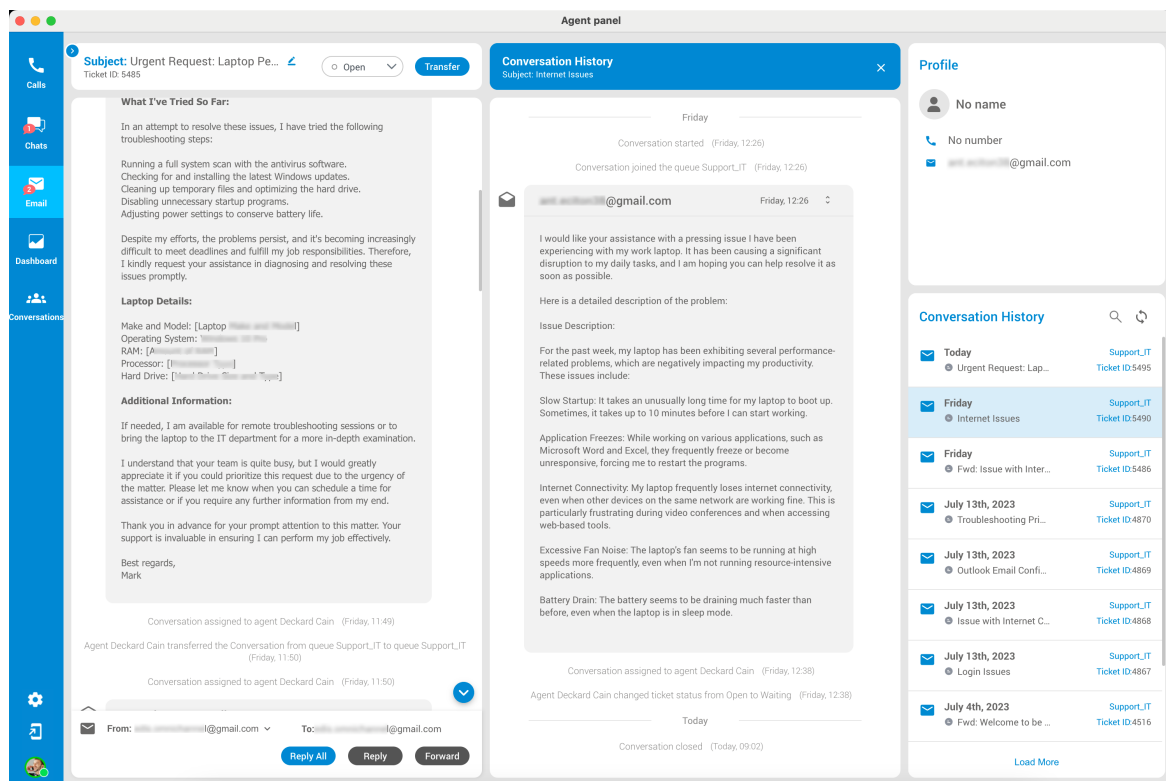 Agent panel
Calls
1
Chats
2
Email
Dashboard
Conversations
Subject: Urgent Request: Laptop Pe...
Ticket ID: 5485
Open
Transfer
What I've Tried So Far:
In an attempt to resolve these issues, I have tried the following
troubleshooting steps:
Running a full system scan with the antivirus software.
Checking for and installing the latest Windows updates.
Cleaning up temporary files and optimizing the hard drive.
Disabling unnecessary startup programs.
Adjusting power settings to conserve battery life.
Despite my efforts, the problems persist, and it's becoming increasingly
difficult to meet deadlines and fulfill my job responsibilities. Therefore,
I kindly request your assistance in diagnosing and resolving these
issues promptly.
Laptop Details:
Make and Model: [Laptop ]
Operating System:
RAM: [ ]
Processor: [ ]
Hard Drive: [ ]
Additional Information:
If needed, I am available for remote troubleshooting sessions or to
bring the laptop to the IT department for a more in-depth examination.
I understand that your team is quite busy, but I would greatly
appreciate it if you could prioritize this request due to the urgency of
the matter. Please let me know when you can schedule a time for
assistance or if you require any further information from my end.
Thank you in advance for your prompt attention to this matter. Your
support is invaluable in ensuring I can perform my job effectively.
Best regards,
Mark
Conversation assigned to agent Deckard Cain (Friday, 11:49)
Agent Deckard Cain transferred the Conversation from queue Support_IT to queue Support_IT
(Friday, 11:50)
Conversation assigned to agent Deckard Cain (Friday, 11:50)
From: l@gmail.com To: l@gmail.com
Reply All Reply Forward
Conversation History
Subject: Internet Issues
Friday
Conversation started (Friday, 12:26)
Conversation joined the queue Support_IT (Friday, 12:26)
@gmail.com Friday, 12:26
I would like your assistance with a pressing issue I have been
experiencing with my work laptop. It has been causing a significant
disruption to my daily tasks, and I am hoping you can help resolve it as
soon as possible.
Here is a detailed description of the problem:
Issue Description:
For the past week, my laptop has been exhibiting several performance-
related problems, which are negatively impacting my productivity.
These issues include:
Slow Startup: It takes an unusually long time for my laptop to boot up.
Sometimes, it takes up to 10 minutes before I can start working.
Application Freezes: While working on various applications, such as
Microsoft Word and Excel, they frequently freeze or become
unresponsive, forcing me to restart the programs.
Internet Connectivity: My laptop frequently loses internet connectivity,
even when other devices on the same network are working fine. This is
particularly frustrating during video conferences and when accessing
web-based tools.
Excessive Fan Noise: The laptop's fan seems to be running at high
speeds more frequently, even when I'm not running resource-intensive
applications.
Battery Drain: The battery seems to be draining much faster than
before, even when the laptop is in sleep mode.
Conversation assigned to agent Deckard Cain (Friday, 12:38)
Agent Deckard Cain changed ticket status from Open to Waiting (Friday, 12:38)
Today
Conversation closed (Today, 09:02)
Profile
No name
No number
@gmail.com
Conversation History
Today Support_IT
Urgent Request: Lap... Ticket ID:5495
Friday Support_IT
Internet Issues Ticket ID:5490
Friday Support_IT
Fwd: Issue with Inter... Ticket ID:5486
July 13th, 2023 Support_IT
Troubleshooting Pri... Ticket ID:4870
July 13th, 2023 Support_IT
Outlook Email Confi... Ticket ID:4869
July 13th, 2023 Support_IT
Issue with Internet C... Ticket ID:4868
July 13th, 2023 Support_IT
Login Issues Ticket ID:4867
July 4th, 2023 Support_IT
Fwd: Welcome to be ... Ticket ID:4516
Load More